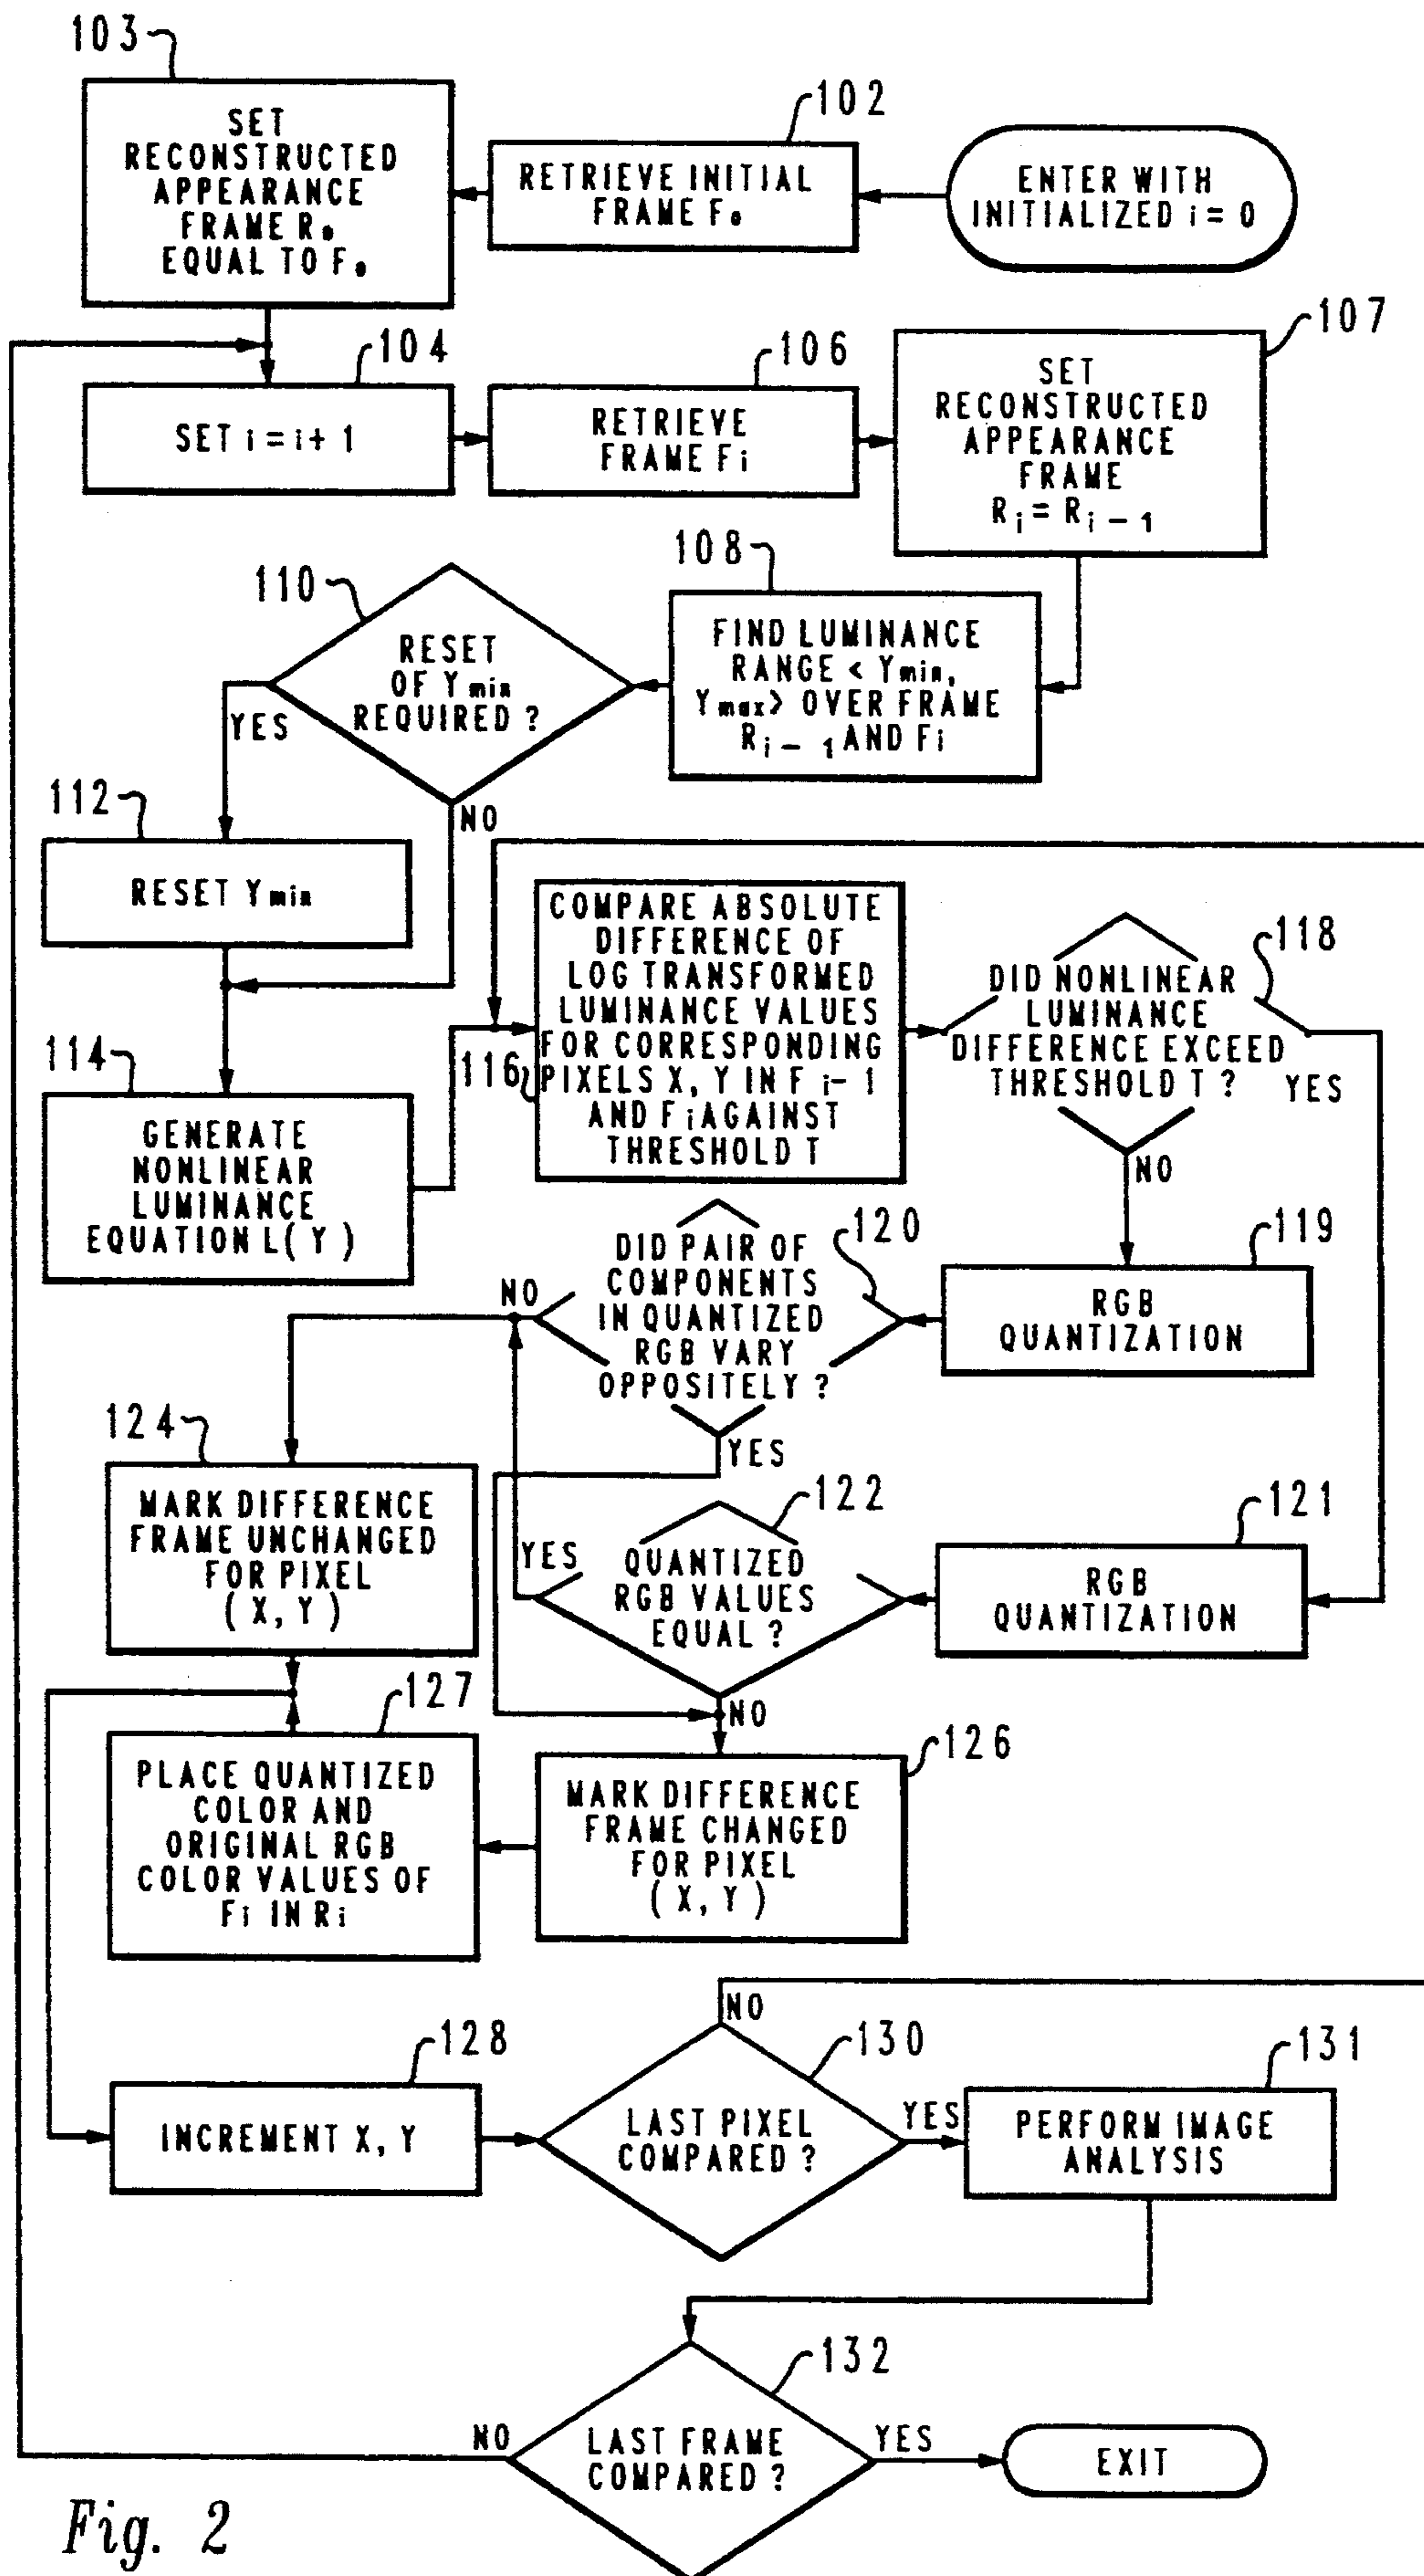 103
SET
RECONSTRUCTED
APPEARANCE
FRAME R₀
EQUAL TO F₀
102
RETRIEVE INITIAL
FRAME F₀
ENTER WITH
INITIALIZED i = 0
104
SET i = i + 1
106
RETRIEVE
FRAME Fi
107
SET
RECONSTRUCTED
APPEARANCE
FRAME
Ri = Ri - 1
108
FIND LUMINANCE
RANGE < Ymin,
Ymax> OVER FRAME
Ri - 1 AND Fi
110
RESET
OF Ymin
REQUIRED ?
YES
NO
112
RESET Ymin
114
GENERATE
NONLINEAR
LUMINANCE
EQUATION L( Y )
116
COMPARE ABSOLUTE
DIFFERENCE OF
LOG TRANSFORMED
LUMINANCE VALUES
FOR CORRESPONDING
PIXELS X, Y IN F i- 1
AND Fi AGAINST
THRESHOLD T
118
DID NONLINEAR
LUMINANCE
DIFFERENCE EXCEED
THRESHOLD T ?
YES
NO
119
RGB
QUANTIZATION
120
DID PAIR OF
COMPONENTS
IN QUANTIZED
RGB VARY
OPPOSITELY ?
NO
YES
121
RGB
QUANTIZATION
122
QUANTIZED
RGB VALUES
EQUAL ?
YES
NO
124
MARK DIFFERENCE
FRAME UNCHANGED
FOR PIXEL
( X, Y )
126
MARK DIFFERENCE
FRAME CHANGED
FOR PIXEL
( X, Y )
127
PLACE QUANTIZED
COLOR AND
ORIGINAL RGB
COLOR VALUES OF
Fi IN Ri
128
INCREMENT X, Y
130
LAST PIXEL
COMPARED ?
NO
YES
131
PERFORM IMAGE
ANALYSIS
132
LAST FRAME
COMPARED ?
NO
YES
EXIT
Fig. 2